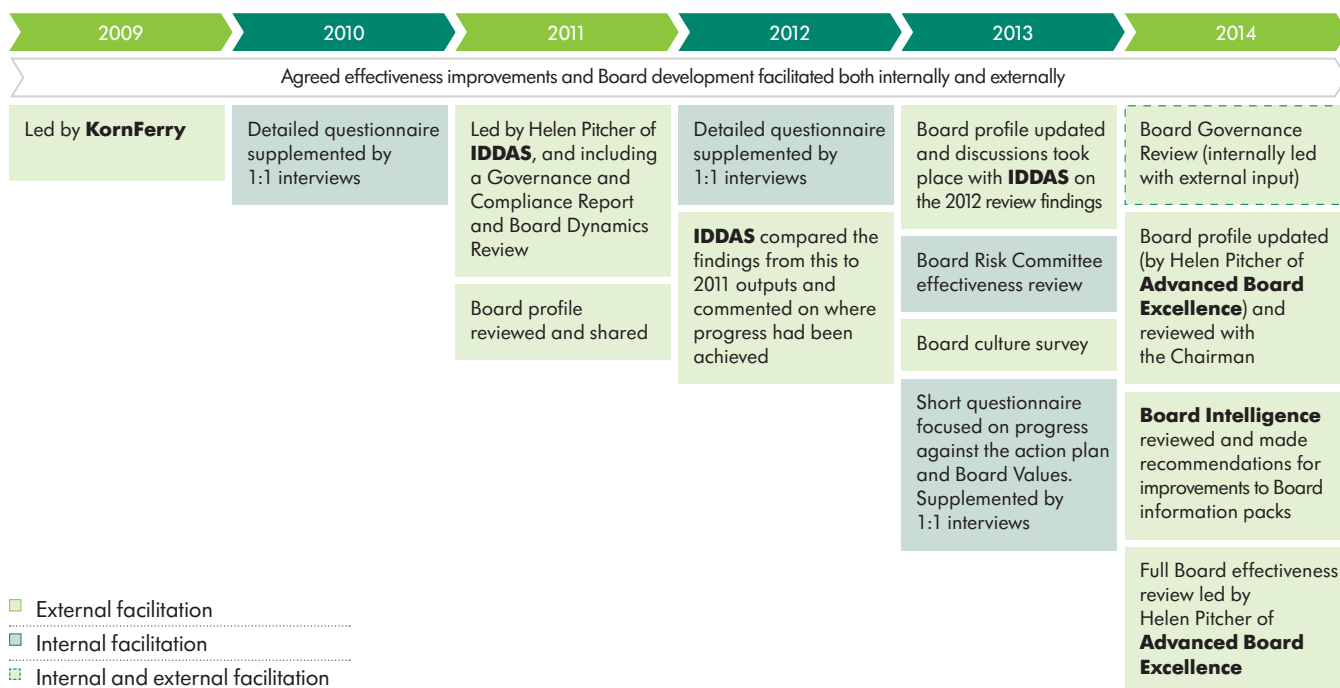 2009
2010
2011
2012
2013
2014
Agreed effectiveness improvements and Board development facilitated both internally and externally
Led by KornFerry
Detailed questionnaire
supplemented by
1:1 interviews
Led by Helen Pitcher of
IDDAS, and including
a Governance and
Compliance Report
and Board Dynamics
Review
Board profile
reviewed and shared
Detailed questionnaire
supplemented by
1:1 interviews
IDDAS compared the
findings from this to
2011 outputs and
commented on where
progress had been
achieved
Board profile updated
and discussions took
place with IDDAS on
the 2012 review findings
Board Risk Committee
effectiveness review
Board culture survey
Short questionnaire
focused on progress
against the action plan
and Board Values.
Supplemented by
1:1 interviews
Board Governance
Review (internally led
with external input)
Board profile updated
(by Helen Pitcher of
Advanced Board
Excellence) and
reviewed with
the Chairman
Board Intelligence
reviewed and made
recommendations for
improvements to Board
information packs
Full Board effectiveness
review led by
Helen Pitcher of
Advanced Board
Excellence
External facilitation
Internal facilitation
Internal and external facilitation